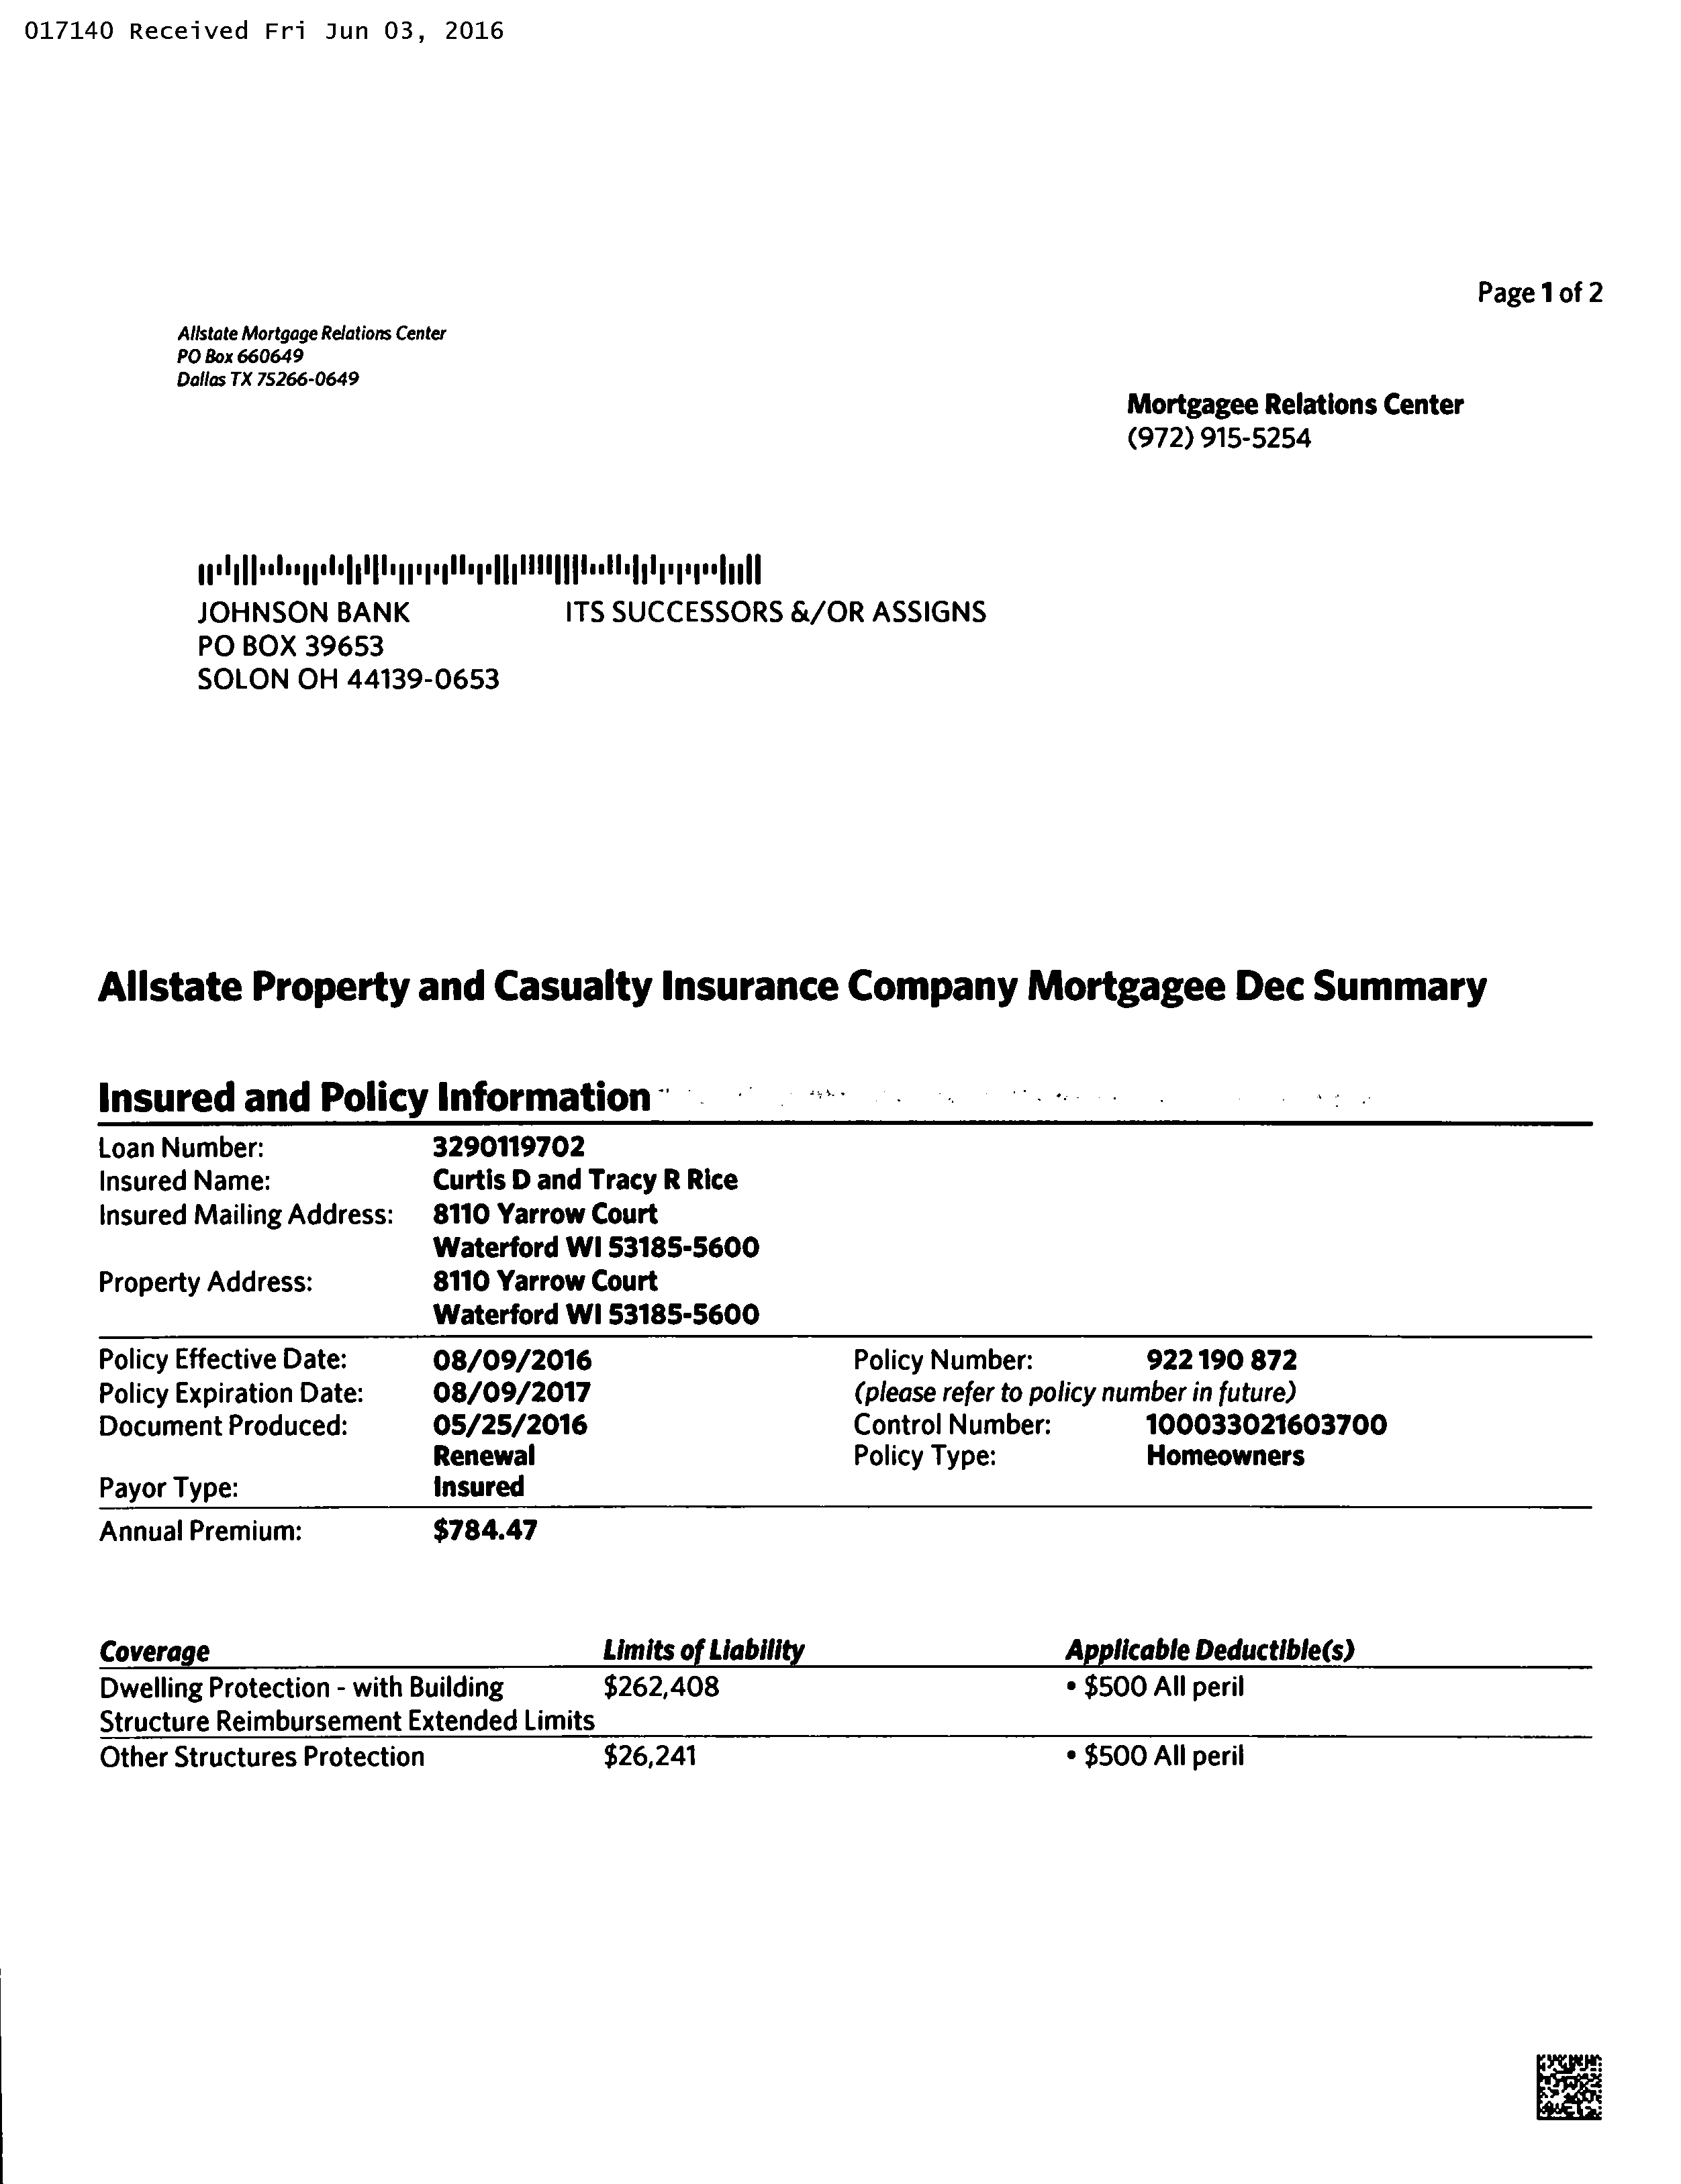 017140 Received Fri Jun 03, 2016
Page 1 of 2
Allstate Mortgage Relations Center
PO Box 660649
Dallas TX 75266-0649
Mortgagee Relations Center
(972) 915-5254
JOHNSON BANK ITS SUCCESSORS &/OR ASSIGNS
PO BOX 39653
SOLON OH 44139-0653
Allstate Property and Casualty Insurance Company Mortgagee Dec Summary
Insured and Policy Information
Loan Number: 3290119702
Insured Name: Curtis D and Tracy R Rice
Insured Mailing Address: 8110 Yarrow Court
Waterford WI 53185-5600
Property Address: 8110 Yarrow Court
Waterford WI 53185-5600
Policy Effective Date: 08/09/2016 Policy Number: 922 190 872
Policy Expiration Date: 08/09/2017 (please refer to policy number in future)
Document Produced: 05/25/2016 Control Number: 100033021603700
Renewal Policy Type: Homeowners
Payor Type: Insured
Annual Premium: $784.47
Coverage Limits of Liability Applicable Deductible(s)
Dwelling Protection - with Building $262,408 • $500 All peril
Structure Reimbursement Extended Limits
Other Structures Protection $26,241 • $500 All peril